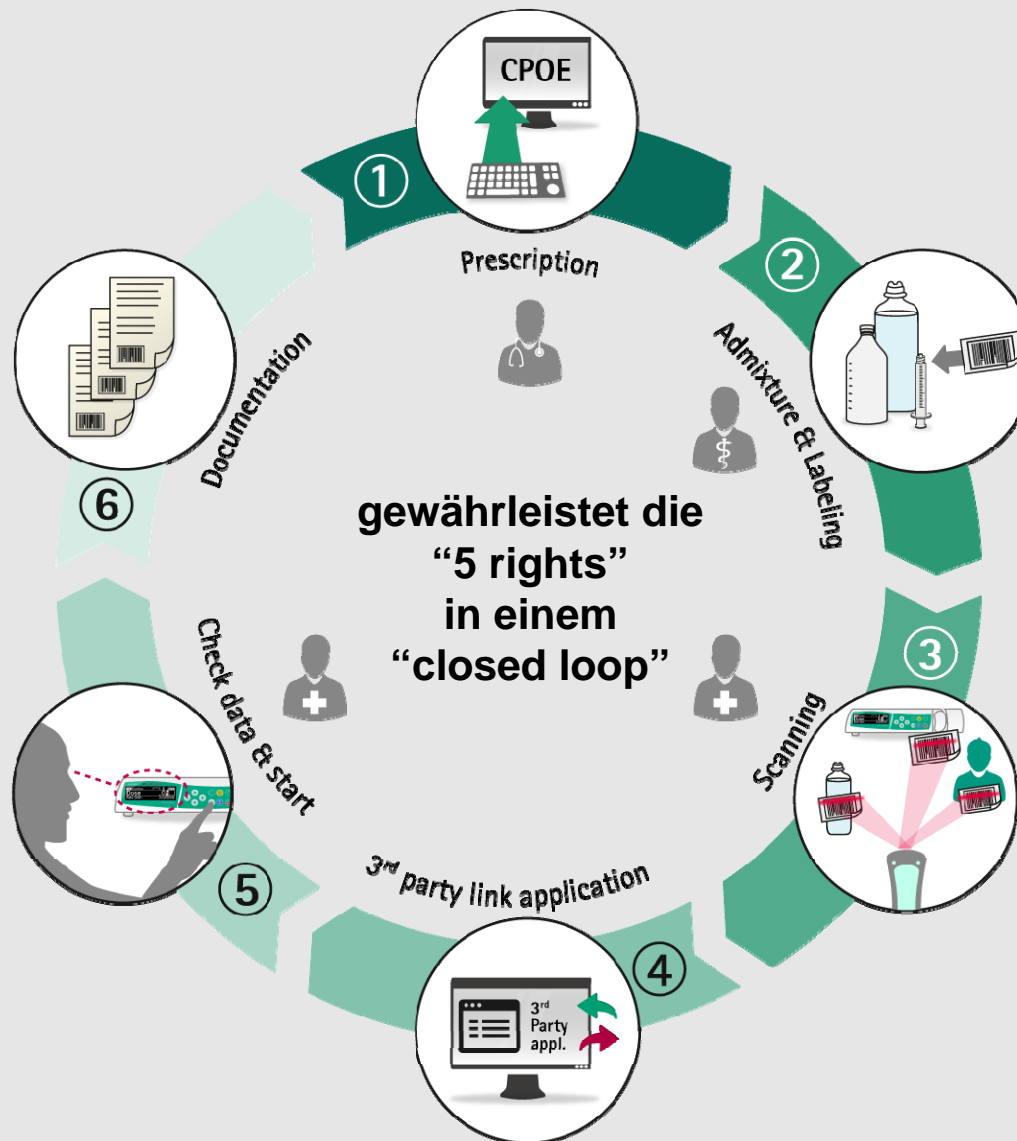 CPOE
①
Prescription
②
Admixture & Labeling
③
Scanning
④
3rd party link application
3rd
Party
appl.
⑤
Check data & start
Dose
⑥
Documentation
gewährleistet die
“5 rights”
in einem
“closed loop”